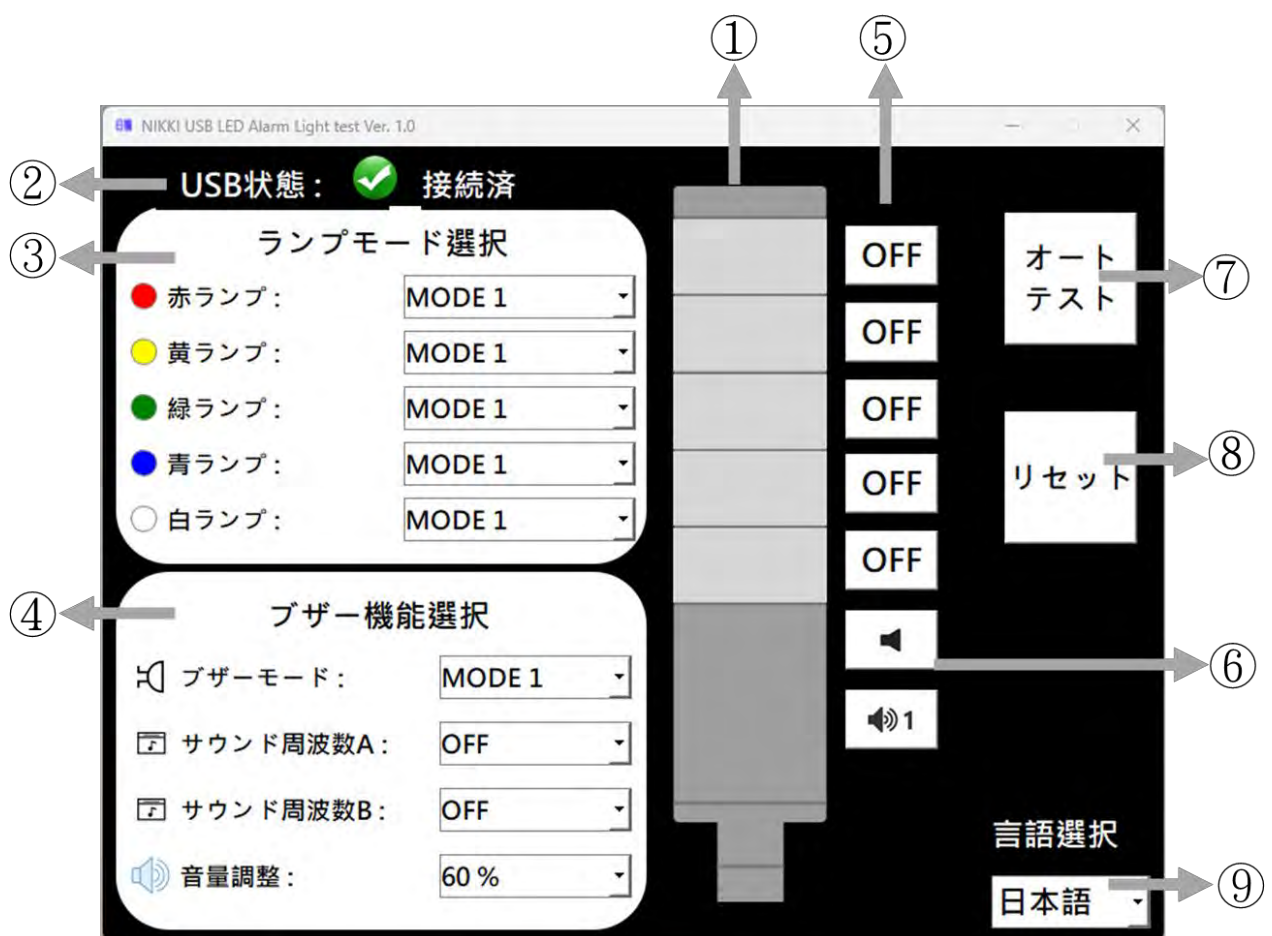 ①
⑤
NIKKI USB LED Alarm Light test Ver. 1.0
②
USB状態 : 接続済
③
ランプモード選択
赤ランプ : MODE 1
黄ランプ : MODE 1
緑ランプ : MODE 1
青ランプ : MODE 1
白ランプ : MODE 1
④
ブザー機能選択
ブザーモード : MODE 1
サウンド周波数A : OFF
サウンド周波数B : OFF
音量調整 : 60 %
OFF
OFF
OFF
OFF
OFF
1
⑥
オート
テスト
⑦
リセット
⑧
言語選択
日本語
⑨